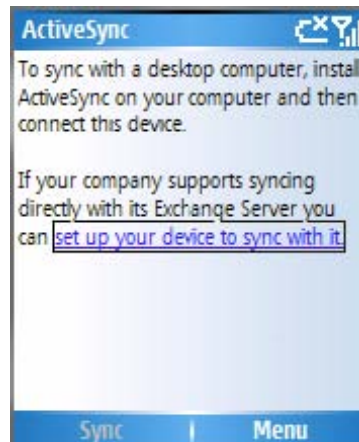 ActiveSync
To sync with a desktop computer, install
ActiveSync on your computer and then
connect this device.
If your company supports syncing
directly with its Exchange Server you
can set up your device to sync with it.
Sync Menu